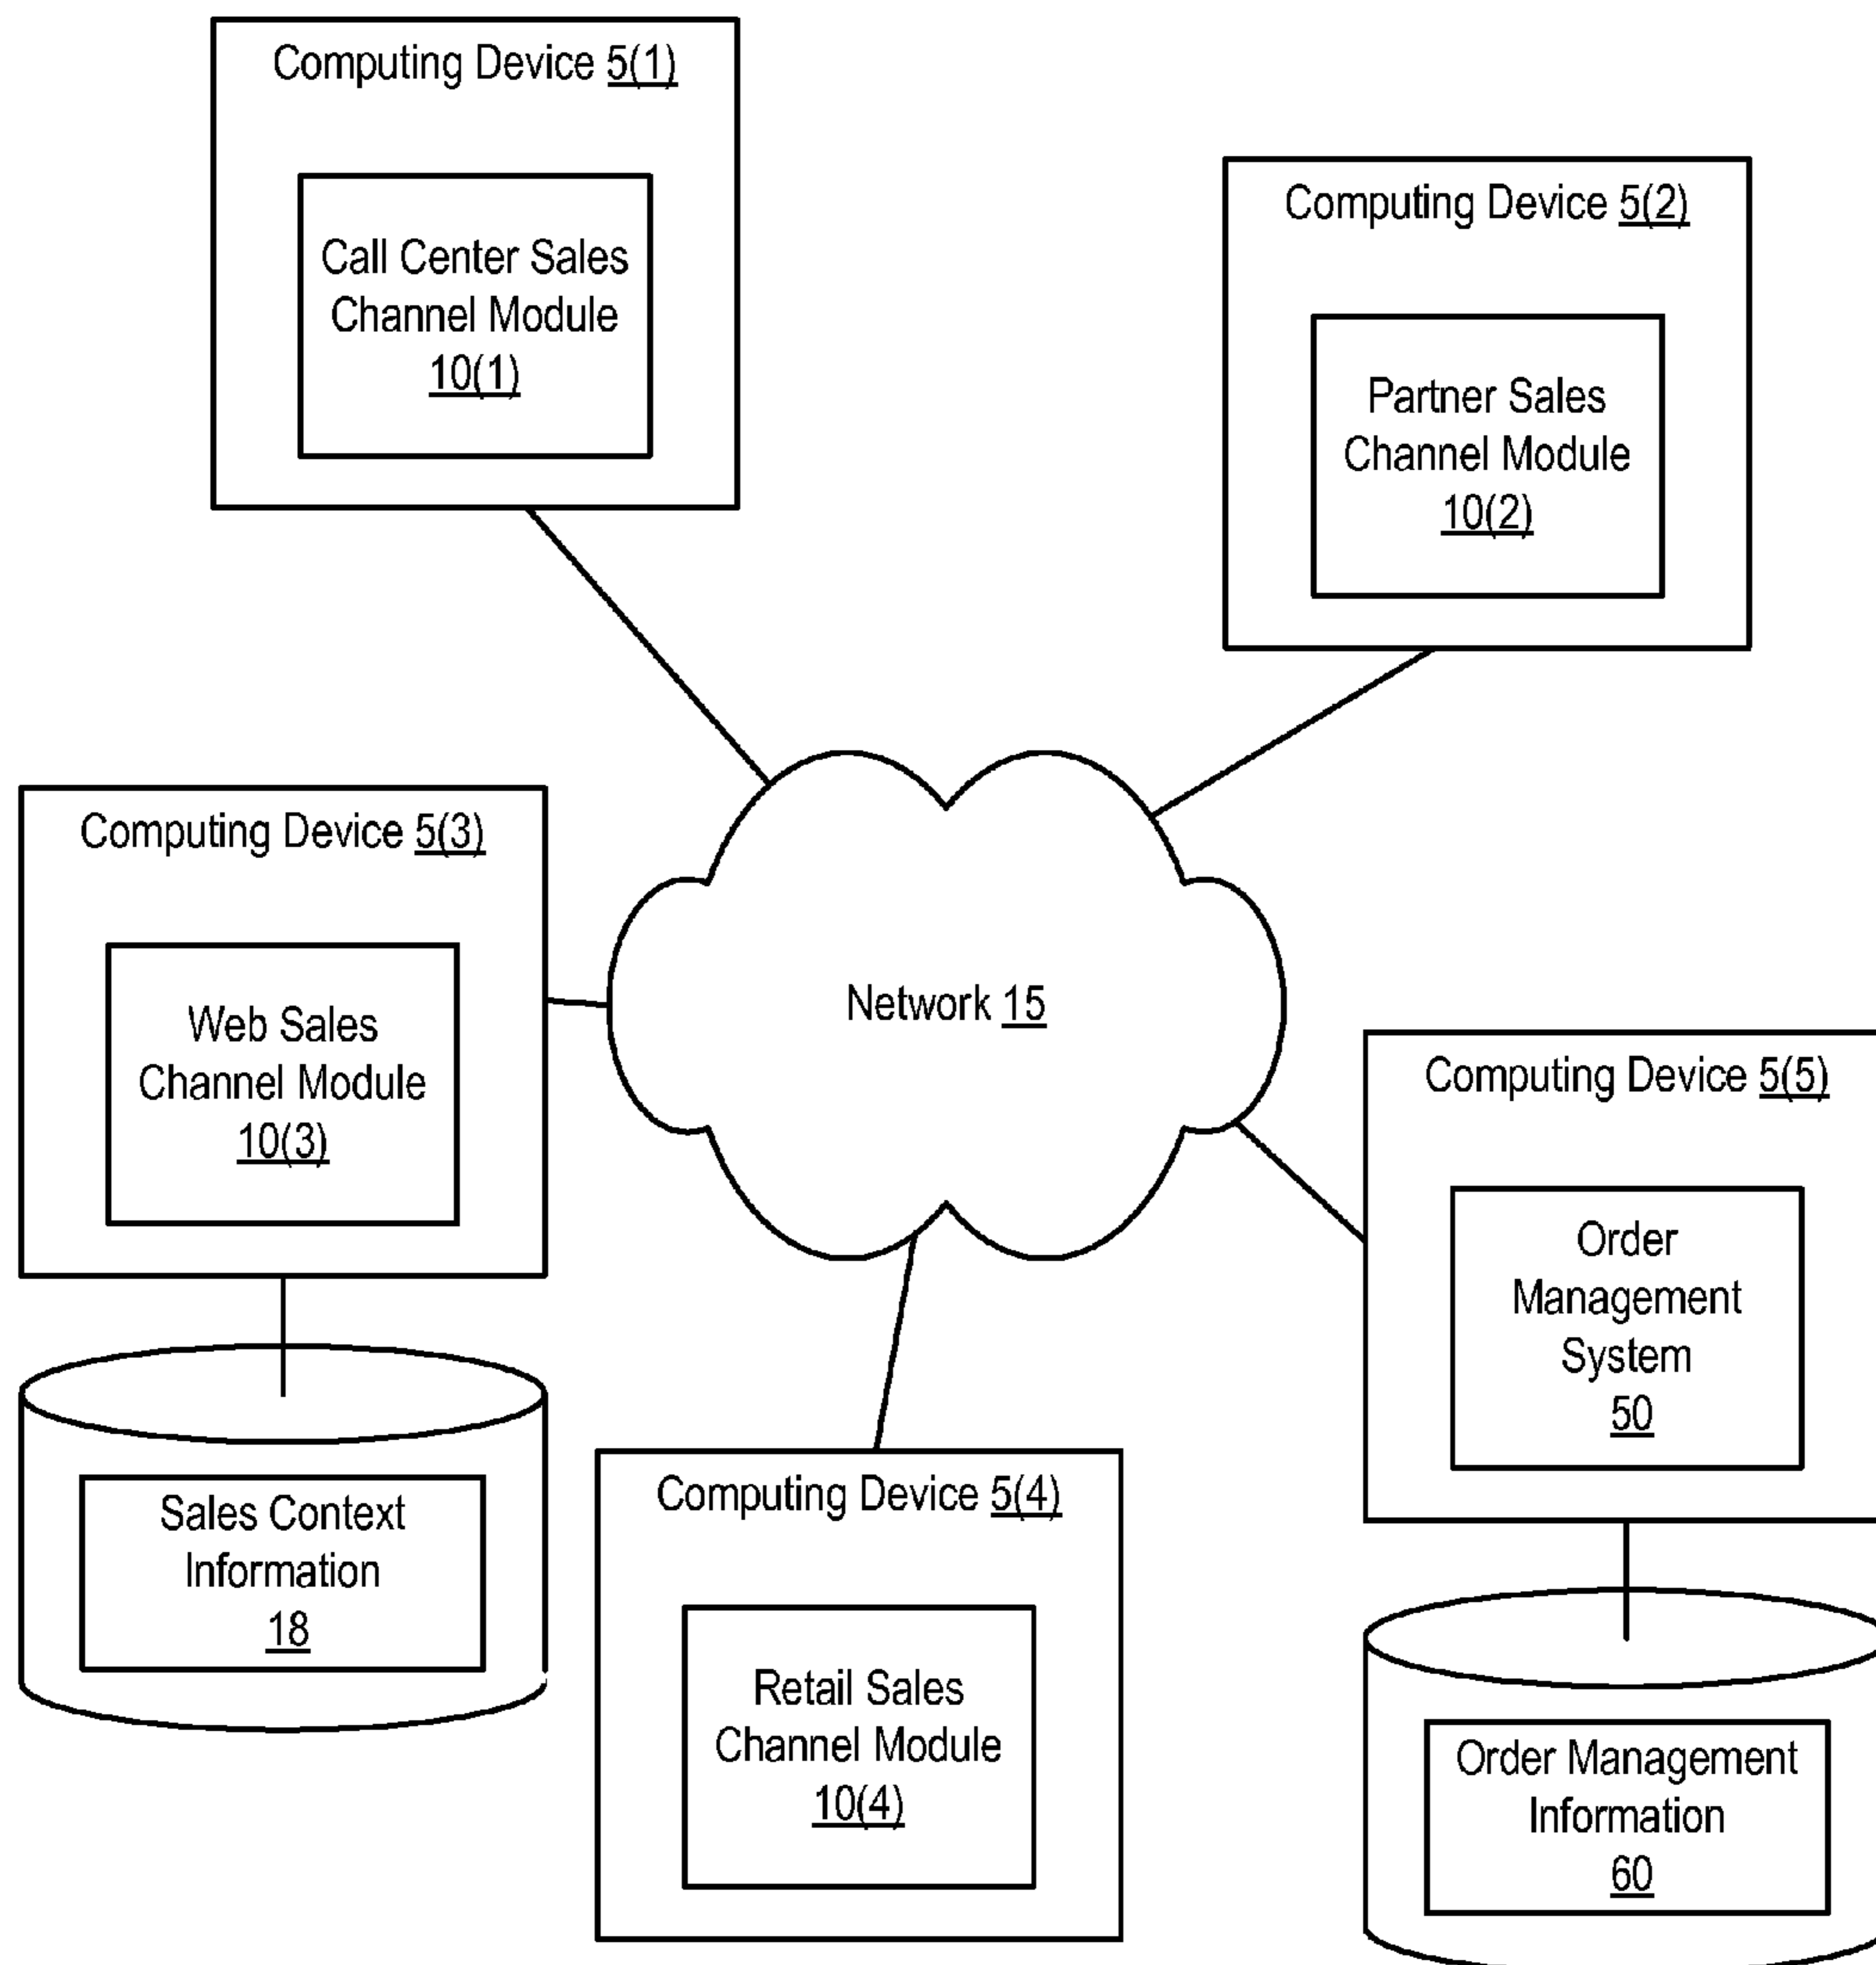 Computing Device 5(1)
Call Center Sales
Channel Module
10(1)
Computing Device 5(2)
Partner Sales
Channel Module
10(2)
Computing Device 5(3)
Web Sales
Channel Module
10(3)
Network 15
Computing Device 5(5)
Order
Management
System
50
Sales Context
Information
18
Computing Device 5(4)
Retail Sales
Channel Module
10(4)
Order Management
Information
60